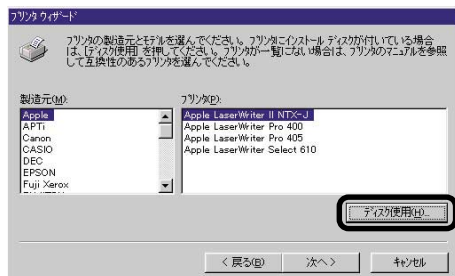 プリンタ ウィザード
プリンタの製造元とモデルを選んでください。プリンタにインストール ディスクが付いている場合
は、[ディスク使用] を押してください。プリンタが一覧にない場合は、プリンタのマニュアルを参照
して互換性のあるプリンタを選んでください。
製造元(M):
プリンタ(P):
Apple
APTi
Canon
CASIO
DEC
EPSON
Fuji Xerox
Apple LaserWriter II NTX-J
Apple LaserWriter Pro 400
Apple LaserWriter Pro 405
Apple LaserWriter Select 610
ディスク使用(H)...
< 戻る(B)
次へ >
キャンセル